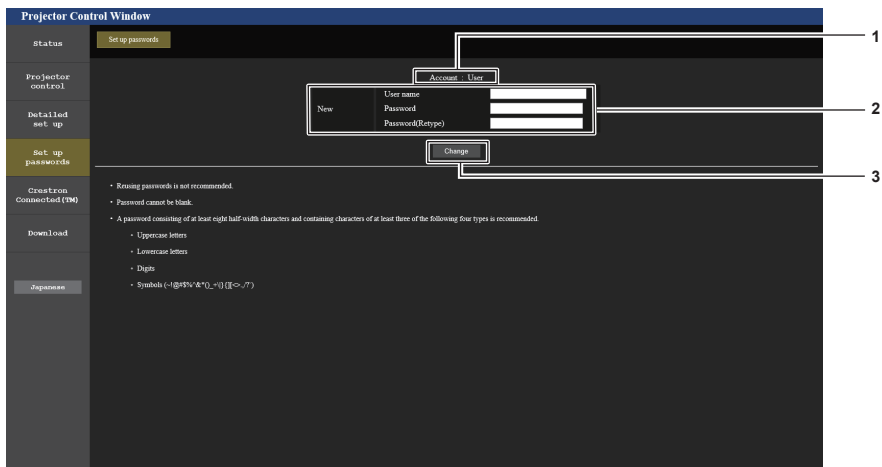 Projector Control Window
Status
Set up passwords
1
Projector
control
Account : User
User name
New
Password
2
Password(Retype)
Detailed
set up
Set up
passwords
Change
3
Crestron
Connected(TM)
Download
Japanese
• Reusing passwords is not recommended.
• Password cannot be blank.
• A password consisting of at least eight half-width characters and containing characters of at least three of the following four types is recommended.
• Uppercase letters
• Lowercase letters
• Digits
• Symbols (~!@#$%^&*()_+\|}{][<>.,/?`)